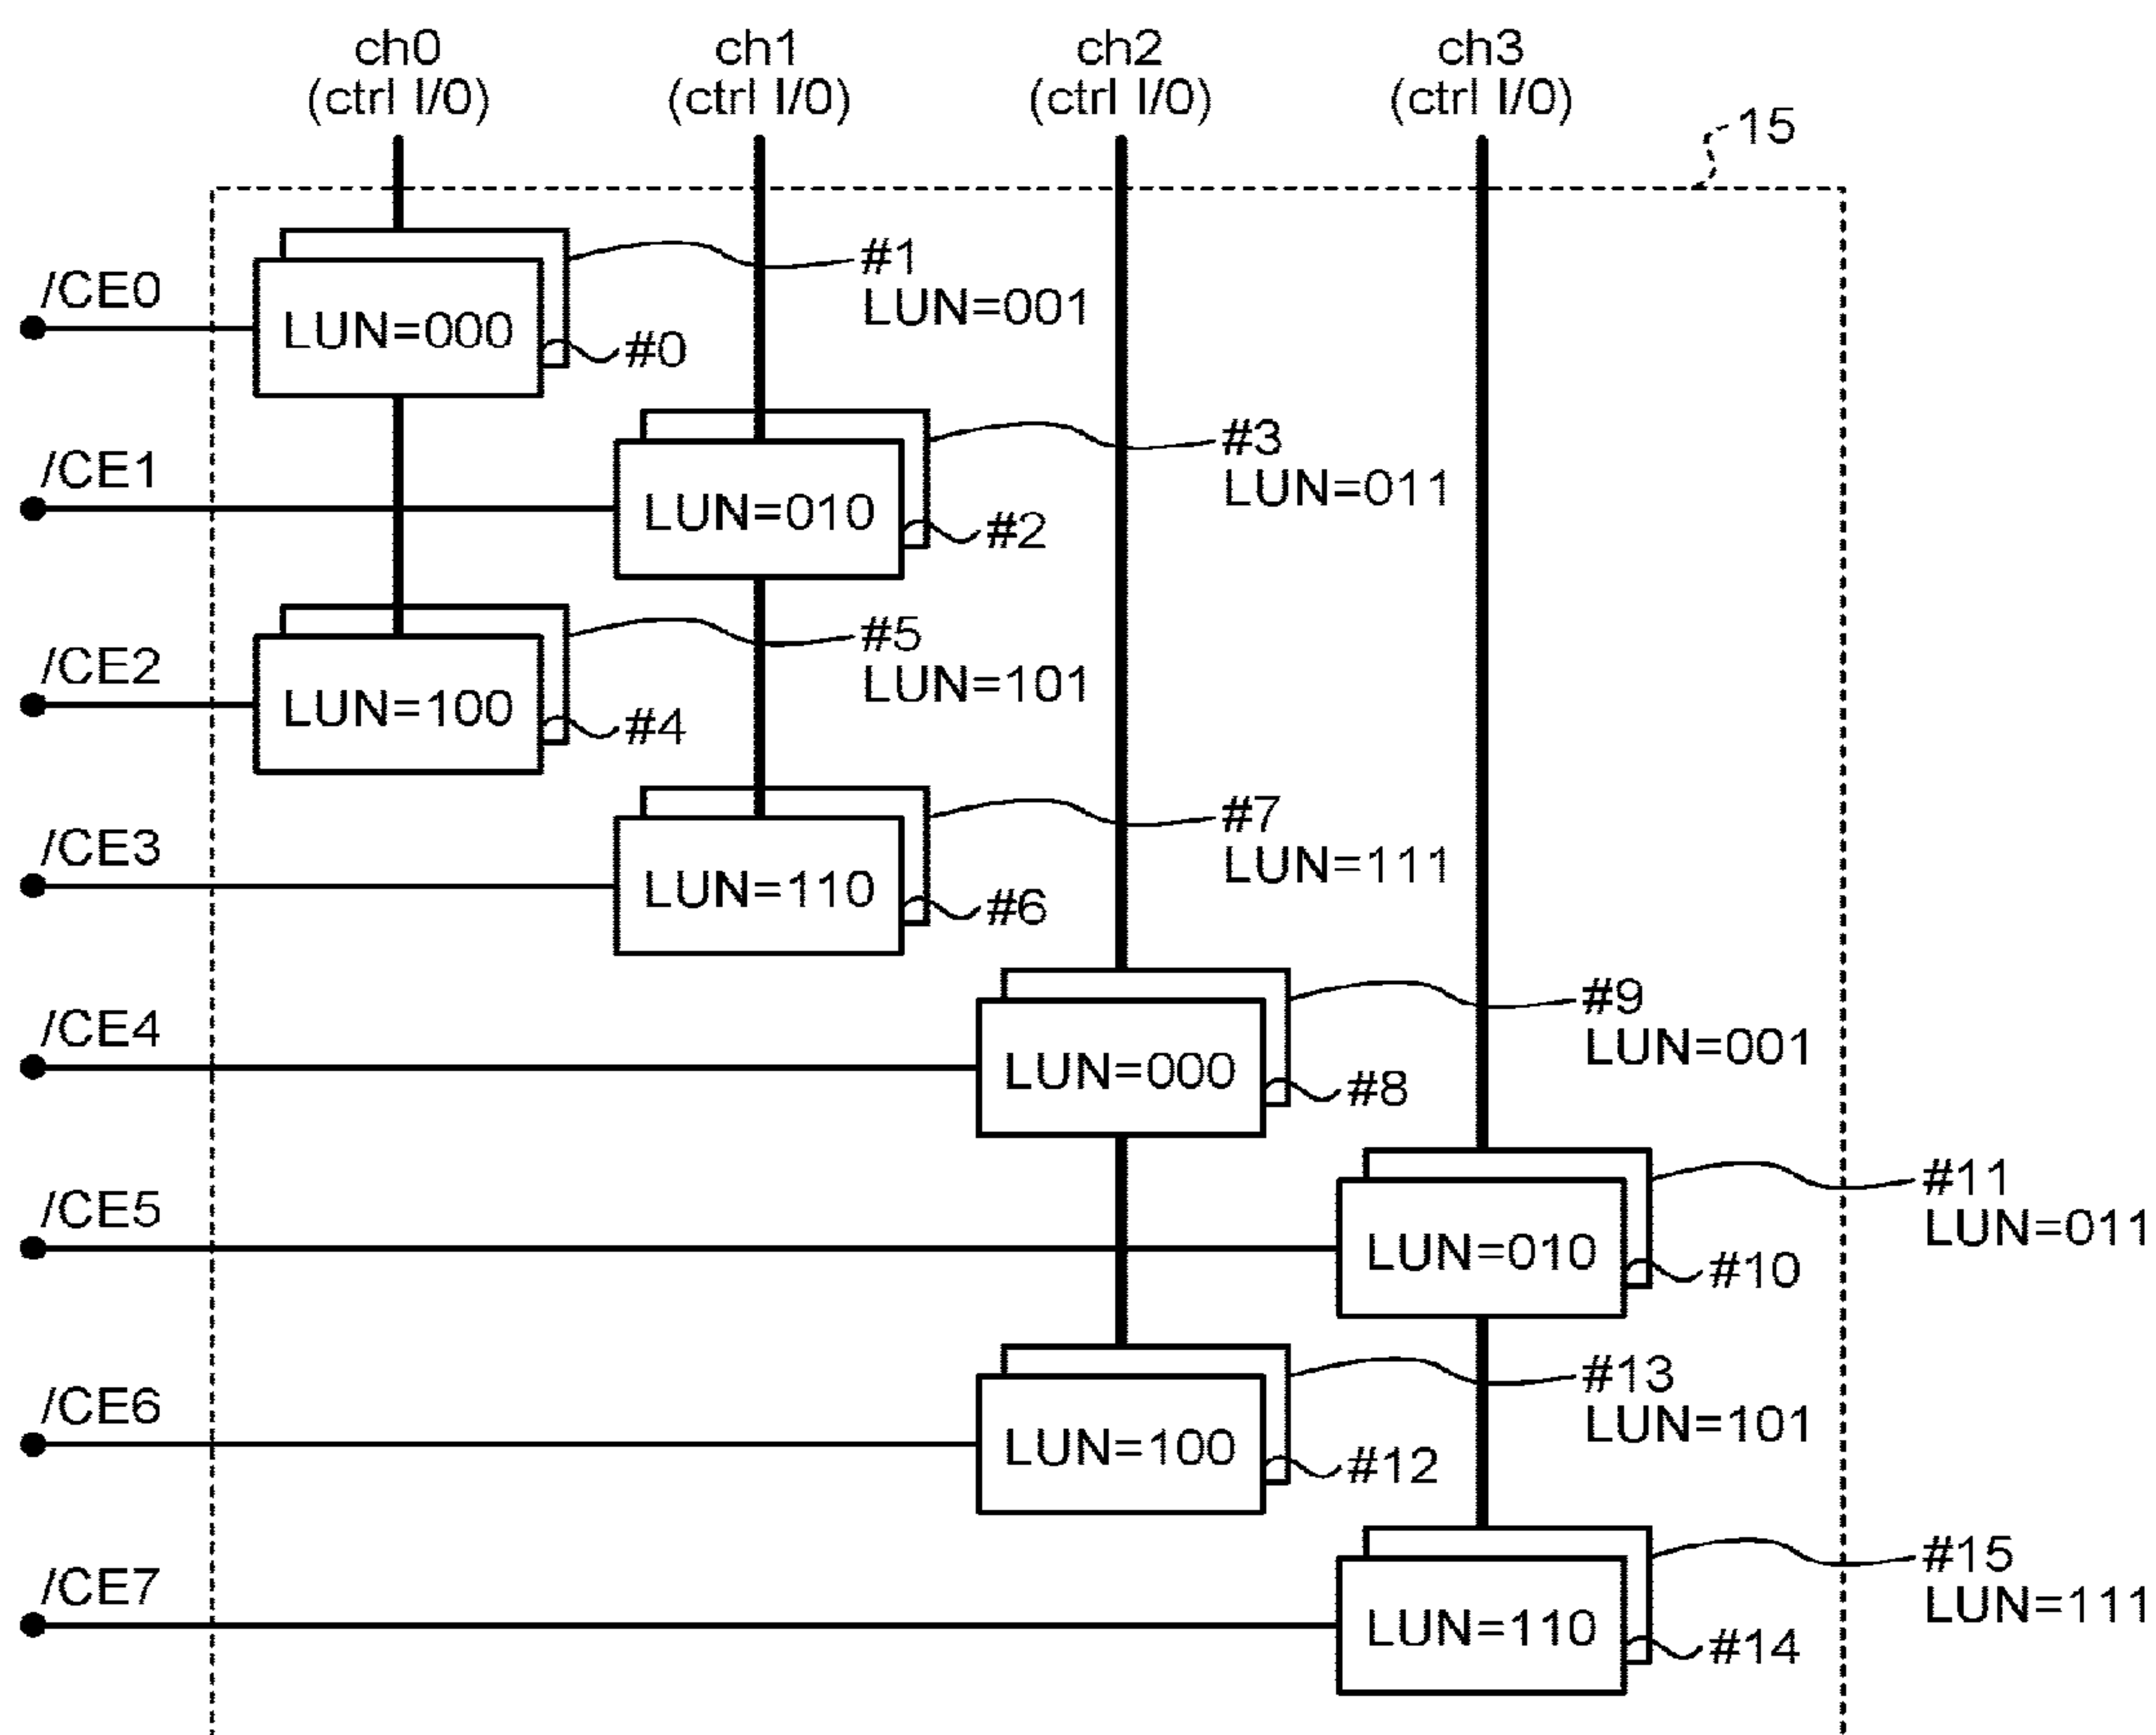 ch0
(ctrl I/0)
ch1
(ctrl I/0)
ch2
(ctrl I/0)
ch3
(ctrl I/0)
15
/CE0
LUN=000
#0
#1
LUN=001
/CE1
LUN=010
#2
#3
LUN=011
/CE2
LUN=100
#4
#5
LUN=101
/CE3
LUN=110
#6
#7
LUN=111
/CE4
LUN=000
#8
#9
LUN=001
/CE5
LUN=010
#10
#11
LUN=011
/CE6
LUN=100
#12
#13
LUN=101
/CE7
LUN=110
#14
#15
LUN=111